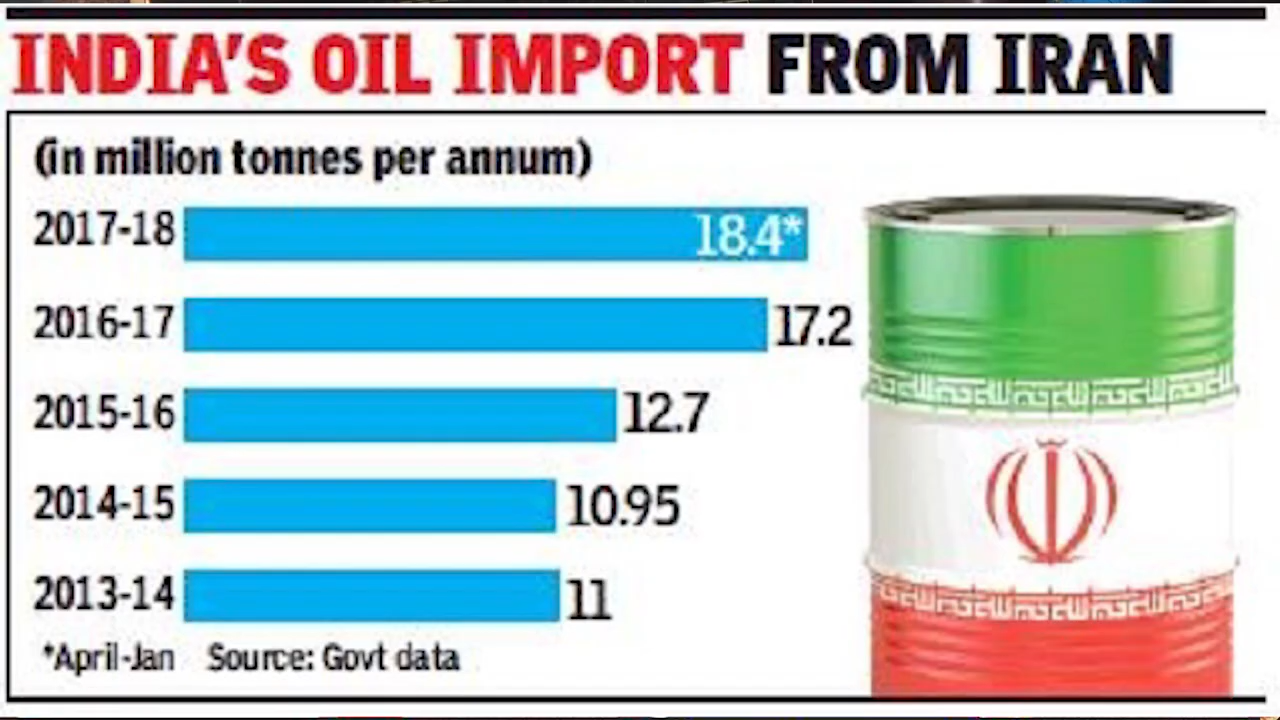 INDIA'S OIL IMPORT FROM IRAN
(in million tonnes per annum)
2017-18 18.4*
2016-17 17.2
2015-16 12.7
2014-15 10.95
2013-14 11
*April-Jan Source: Govt data